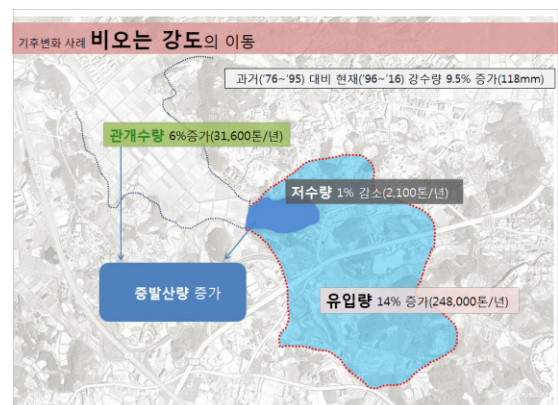 기후변화 사례 비오는 강도의 이동
과거('76~'95) 대비 현재('96~'16) 강수량 9.5% 증가(118mm)
관개수량 6%증가(31,600톤/년)
저수량 1% 감소(2,100톤/년)
증발산량 증가
유입량 14% 증가(248,000톤/년)